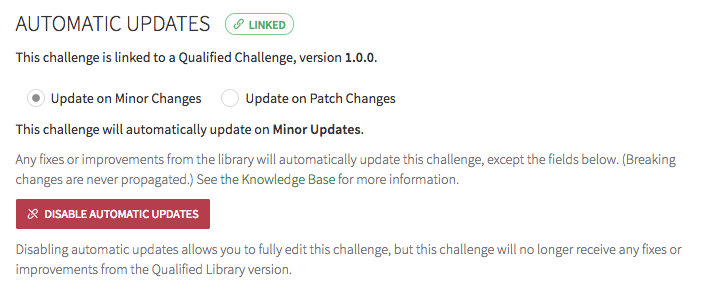 AUTOMATIC UPDATES LINKED
This challenge is linked to a Qualified Challenge, version 1.0.0.
Update on Minor Changes Update on Patch Changes
This challenge will automatically update on Minor Updates.
Any fixes or improvements from the library will automatically update this challenge, except the fields below. (Breaking
changes are never propagated.) See the Knowledge Base for more information.
DISABLE AUTOMATIC UPDATES
Disabling automatic updates allows you to fully edit this challenge, but this challenge will no longer receive any fixes or
improvements from the Qualified Library version.